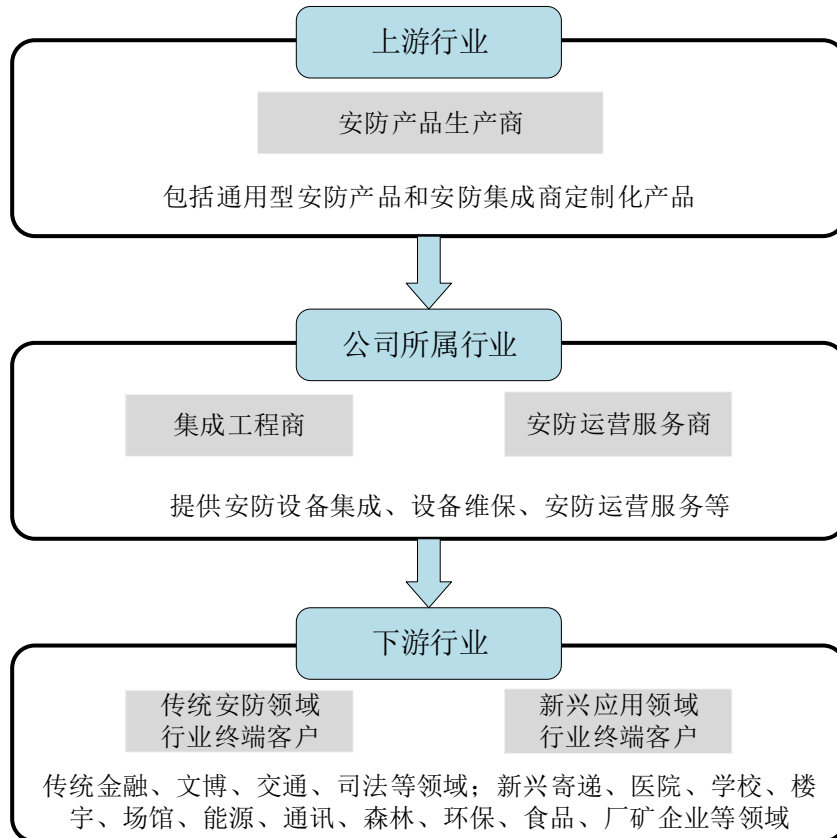 上游行业
安防产品生产商
包括通用型安防产品和安防集成商定制化产品
公司所属行业
集成工程商
安防运营服务商
提供安防设备集成、设备维保、安防运营服务等
下游行业
传统安防领域
行业终端客户
新兴应用领域
行业终端客户
传统金融、文博、交通、司法等领域；新兴寄递、医院、学校、楼
宇、场馆、能源、通讯、森林、环保、食品、厂矿企业等领域